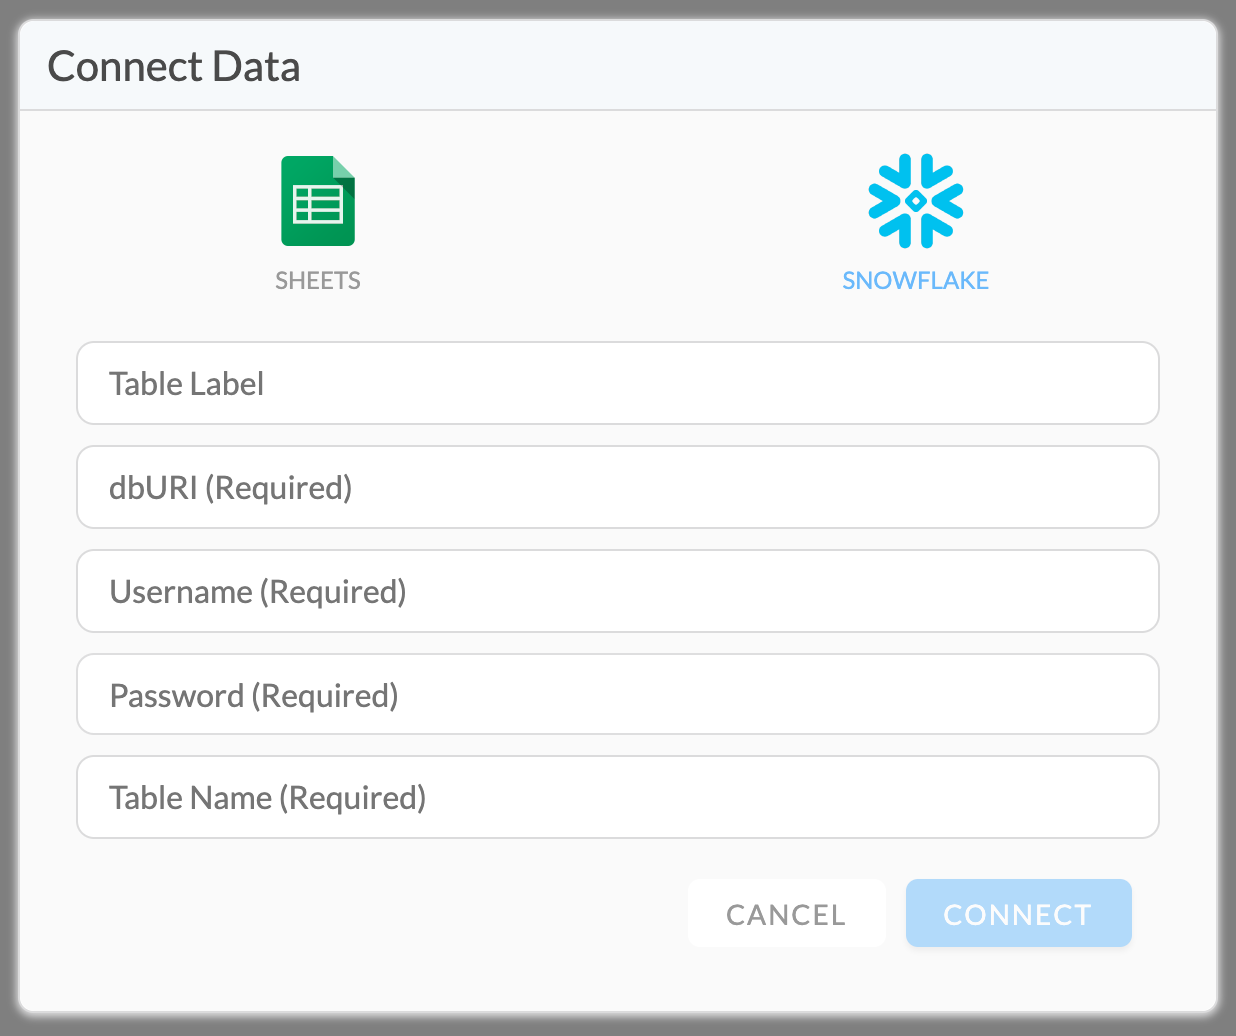 Connect Data
SHEETS
SNOWFLAKE
Table Label
dbURI (Required)
Username (Required)
Password (Required)
Table Name (Required)
CANCEL
CONNECT